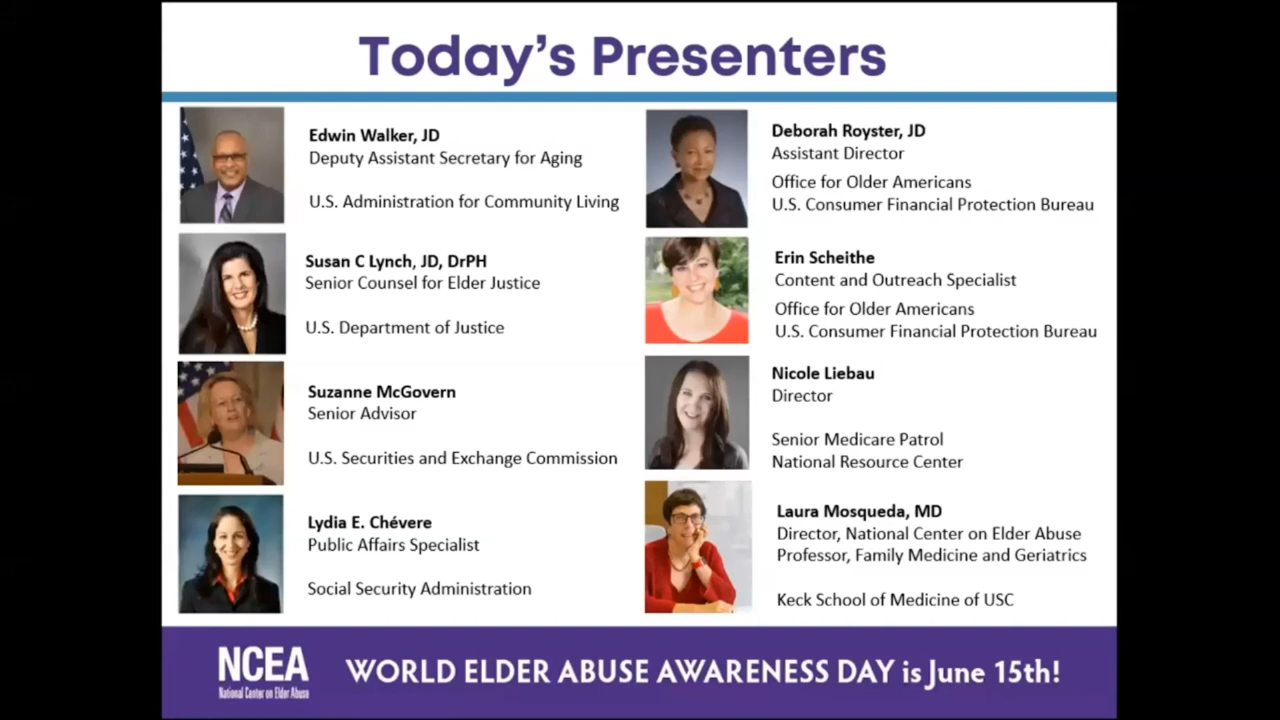 Today's Presenters
Edwin Walker, JD
Deputy Assistant Secretary for Aging
U.S. Administration for Community Living
Susan C Lynch, JD, DrPH
Senior Counsel for Elder Justice
U.S. Department of Justice
Suzanne McGovern
Senior Advisor
U.S. Securities and Exchange Commission
Lydia E. Chévere
Public Affairs Specialist
Social Security Administration
Deborah Royster, JD
Assistant Director
Office for Older Americans
U.S. Consumer Financial Protection Bureau
Erin Scheithe
Content and Outreach Specialist
Office for Older Americans
U.S. Consumer Financial Protection Bureau
Nicole Liebau
Director
Senior Medicare Patrol
National Resource Center
Laura Mosqueda, MD
Director, National Center on Elder Abuse
Professor, Family Medicine and Geriatrics
Keck School of Medicine of USC
NCEA
National Center on Elder Abuse
WORLD ELDER ABUSE AWARENESS DAY is June 15th!